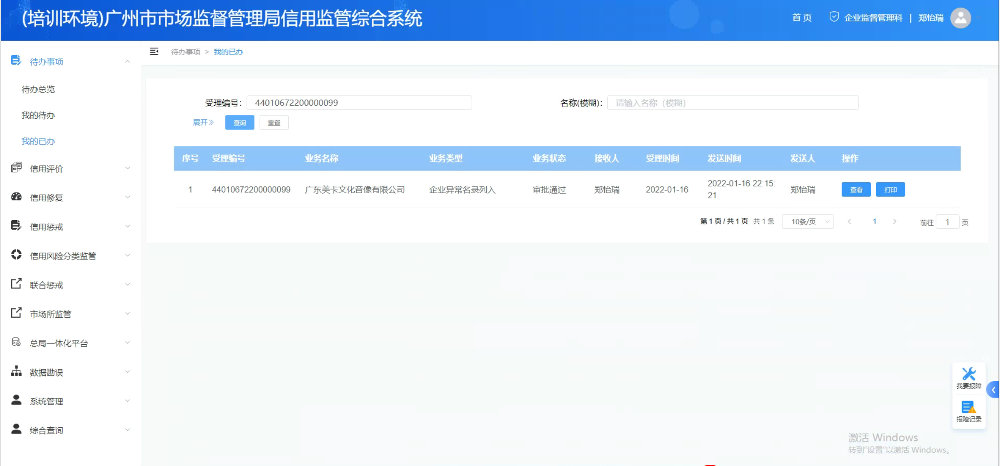 (培训环境)广州市市场监督管理局信用监管综合系统
首页 企业监督管理科 | 郑怡瑞
待办事项 > 我的已办
待办事项
待办总览
我的待办
我的已办
信用评价
信用修复
信用惩戒
信用风险分类监管
联合惩戒
市场所监管
总局一体化平台
数据勘误
系统管理
综合查询
受理编号: 44010672200000099 名称(模糊): 请输入名称（模糊）
展开 查询 重置
序号 受理编号 业务名称 业务类型 业务状态 接收人 受理时间 发送时间 发送人 操作
1 44010672200000099 广东美卡文化音像有限公司 企业异常名录列入 审批通过 郑怡瑞 2022-01-16 2022-01-16 22:15:
21 郑怡瑞 查看 打印
第1页/共1页 共1条 10条/页 < 1 > 前往 1 页
我要报障
报障记录
激活 Windows
转到“设置”以激活 Windows。